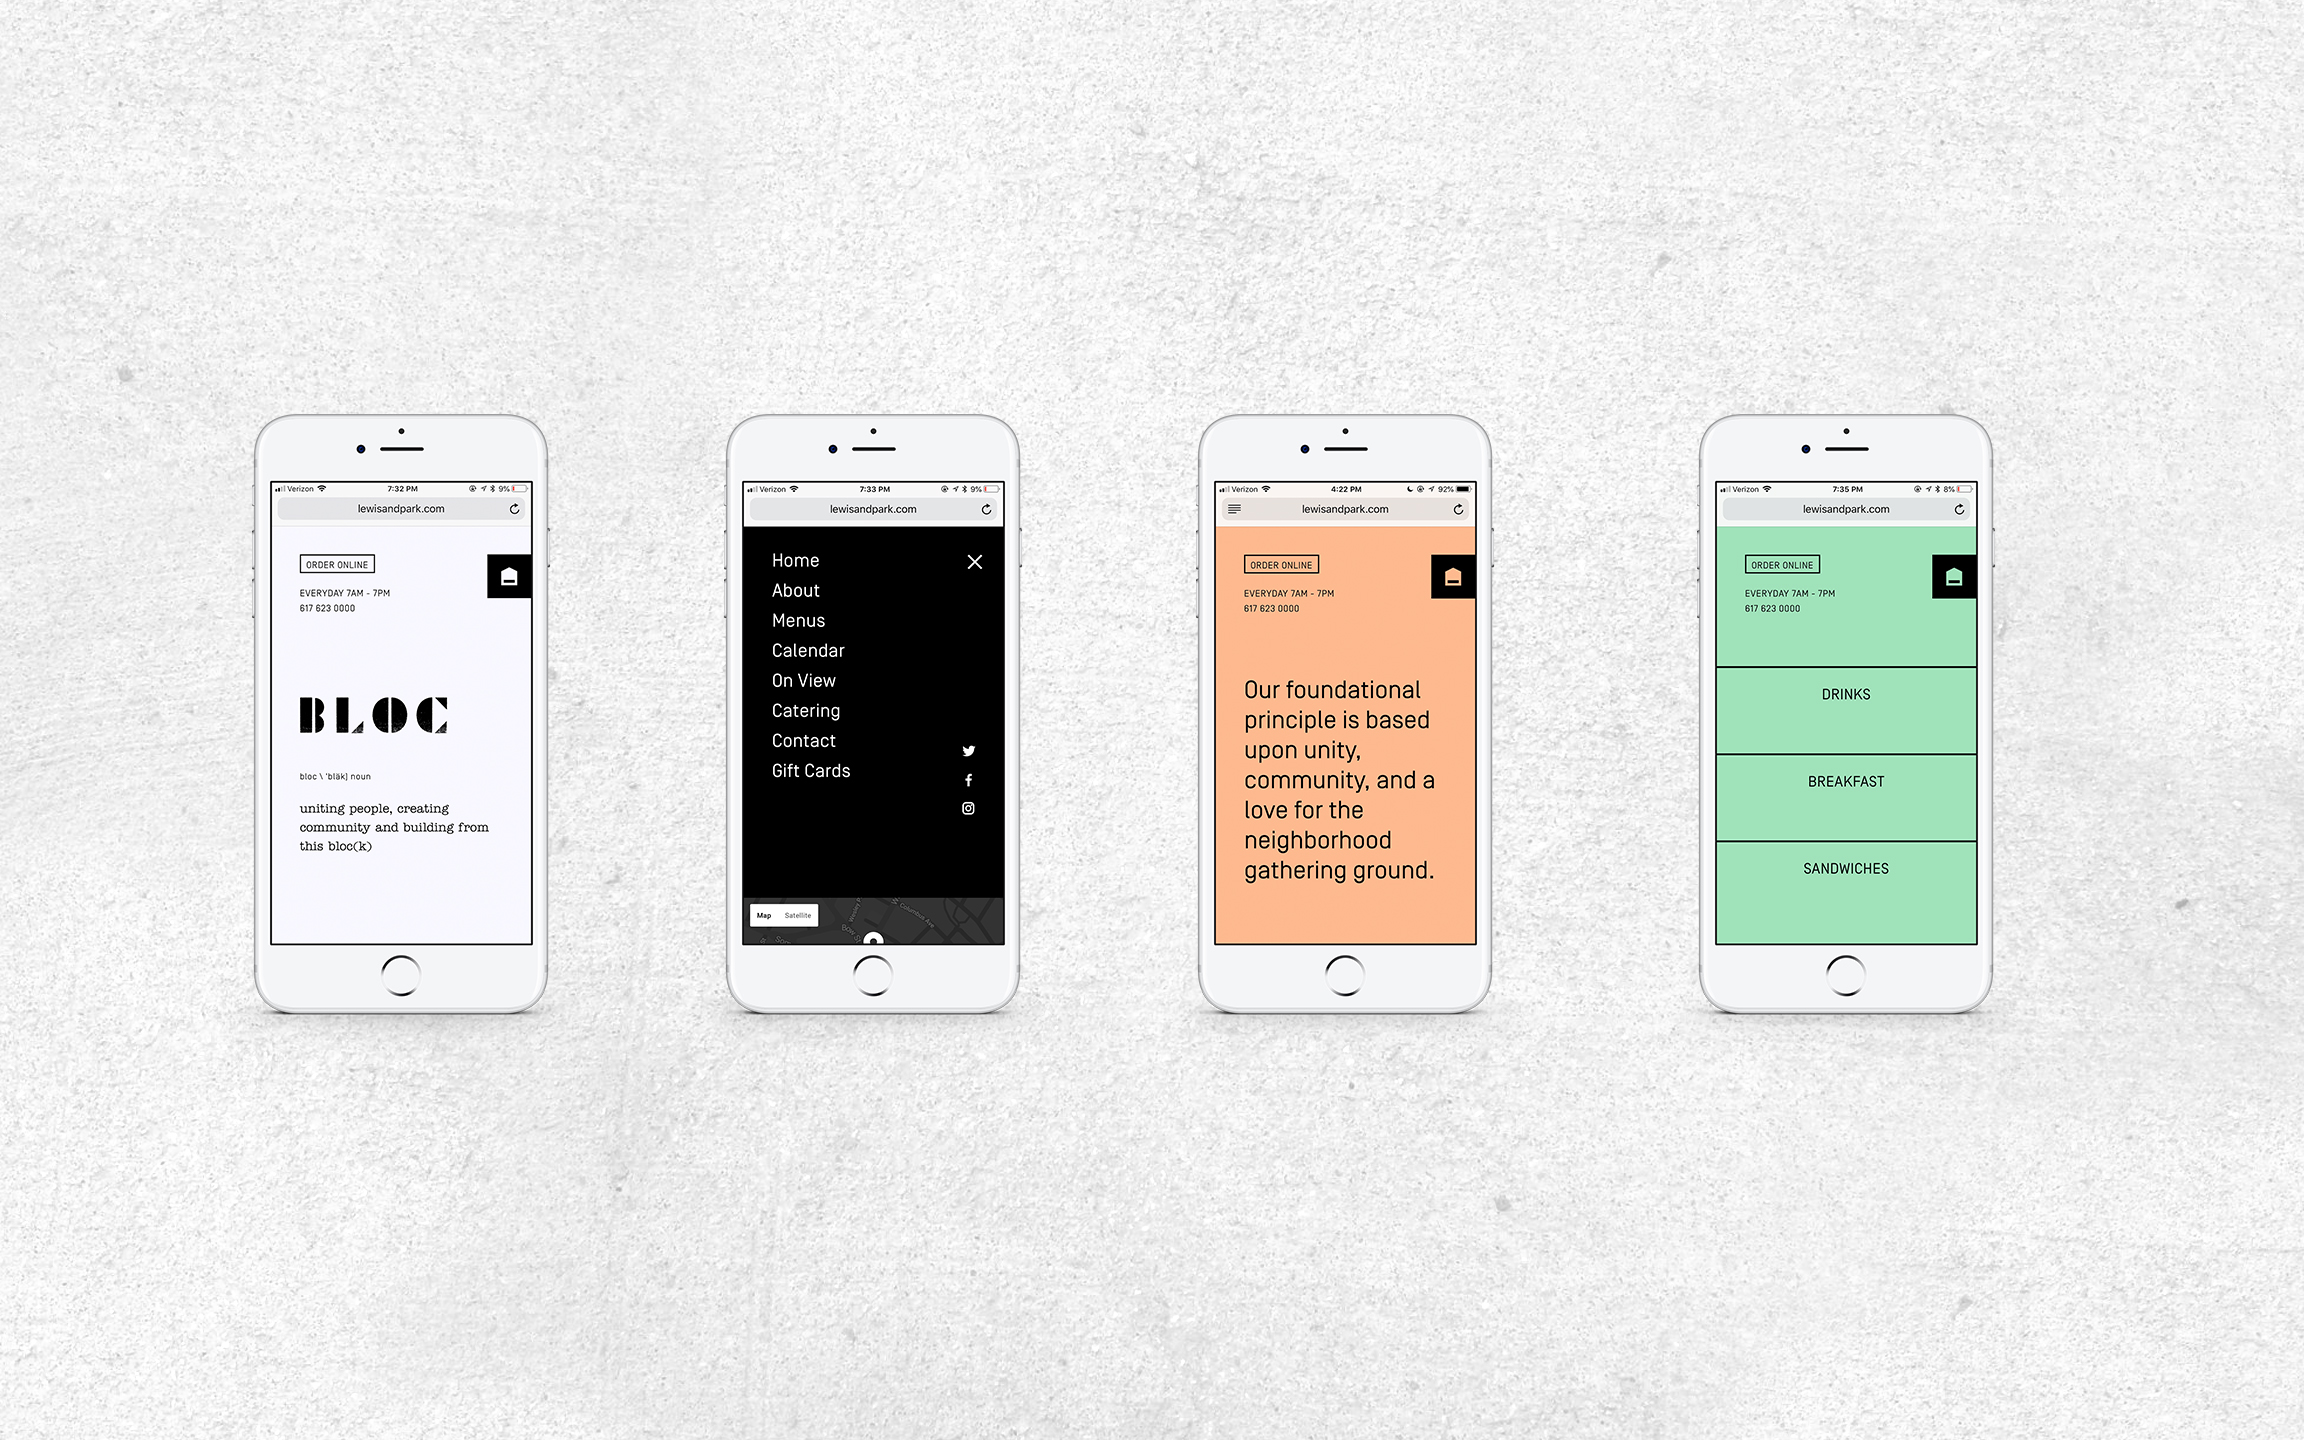 Verizon 7:32 PM 9%
lewisandpark.com
ORDER ONLINE
EVERYDAY 7AM - 7PM
617 623 0000
BLOC
bloc \ 'bläk| noun
uniting people, creating
community and building from
this bloc(k)
Verizon 7:33 PM 9%
lewisandpark.com
Home
About
Menus
Calendar
On View
Catering
Contact
Gift Cards
Map Satellite
Columbus Ave
Verizon 4:22 PM 92%
lewisandpark.com
ORDER ONLINE
EVERYDAY 7AM - 7PM
617 623 0000
Our foundational
principle is based
upon unity,
community, and a
love for the
neighborhood
gathering ground.
Verizon 7:35 PM 8%
lewisandpark.com
ORDER ONLINE
EVERYDAY 7AM - 7PM
617 623 0000
DRINKS
BREAKFAST
SANDWICHES